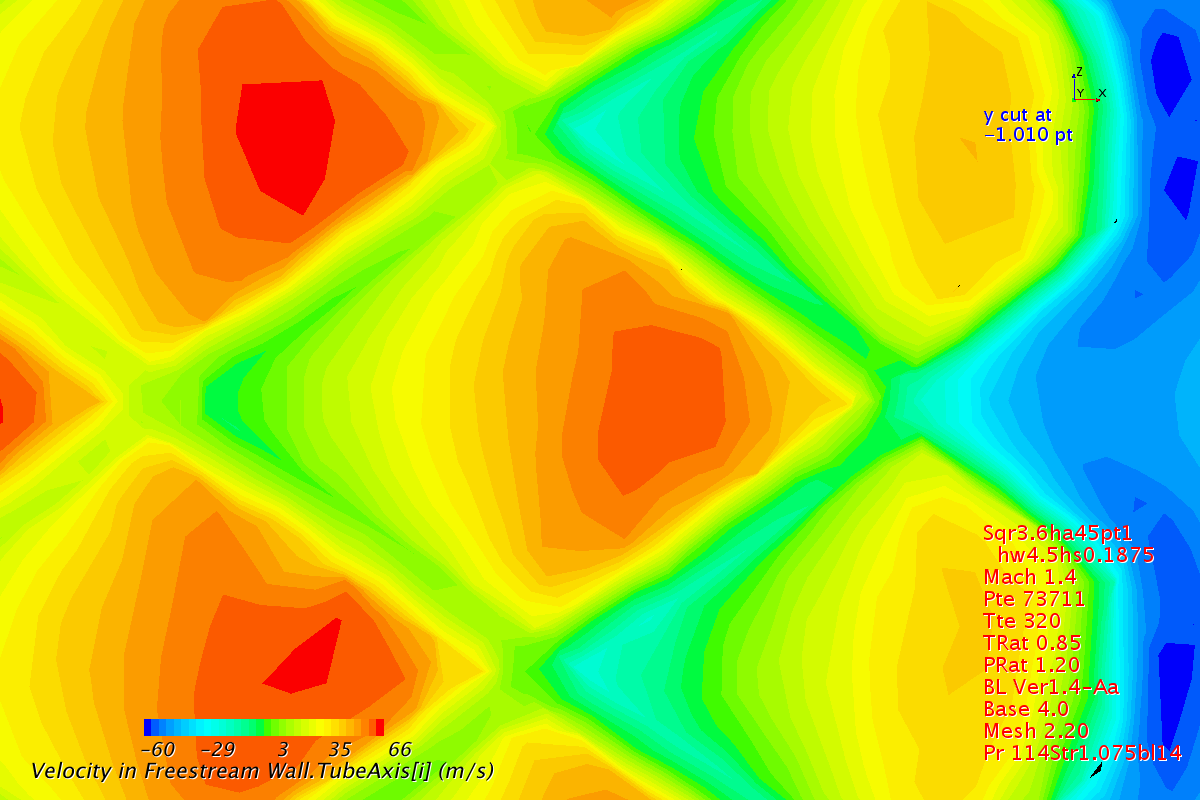 Z
Y X
y cut at
−1.010 pt
Sqr3.6ha45pt1
hw4.5hs0.1875
Mach 1.4
Pte 73711
Tte 320
TRat 0.85
PRat 1.20
BL Ver1.4−Aa
Base 4.0
Mesh 2.20
Pr 114Str1.075bl14
−60 −29 3 35 66
Velocity in Freestream Wall.TubeAxis[i] (m/s)